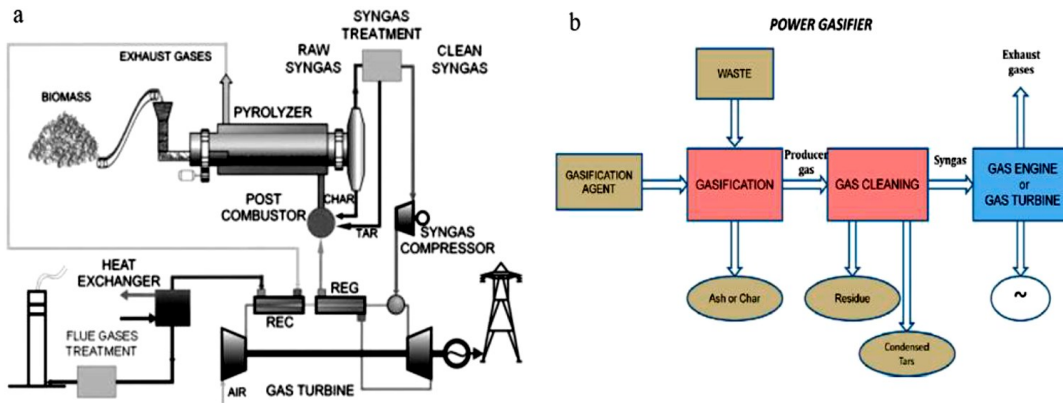 a
SYNGAS
TREATMENT
RAW
SYNGAS
CLEAN
SYNGAS
EXHAUST GASES
BIOMASS
PYROLYZER
POST
COMBUSTOR
CHAR
TAR
SYNGAS
COMPRESSOR
HEAT
EXCHANGER
REG
REC
FLUE GASES
TREATMENT
AIR
GAS TURBINE
b
POWER GASIFIER
WASTE
Exhaust
gases
GASIFICATION
AGENT
GASIFICATION
Producer
gas
GAS CLEANING
Syngas
GAS ENGINE
or
GAS TURBINE
Ash or Char
Residue
~
Condensed
Tars